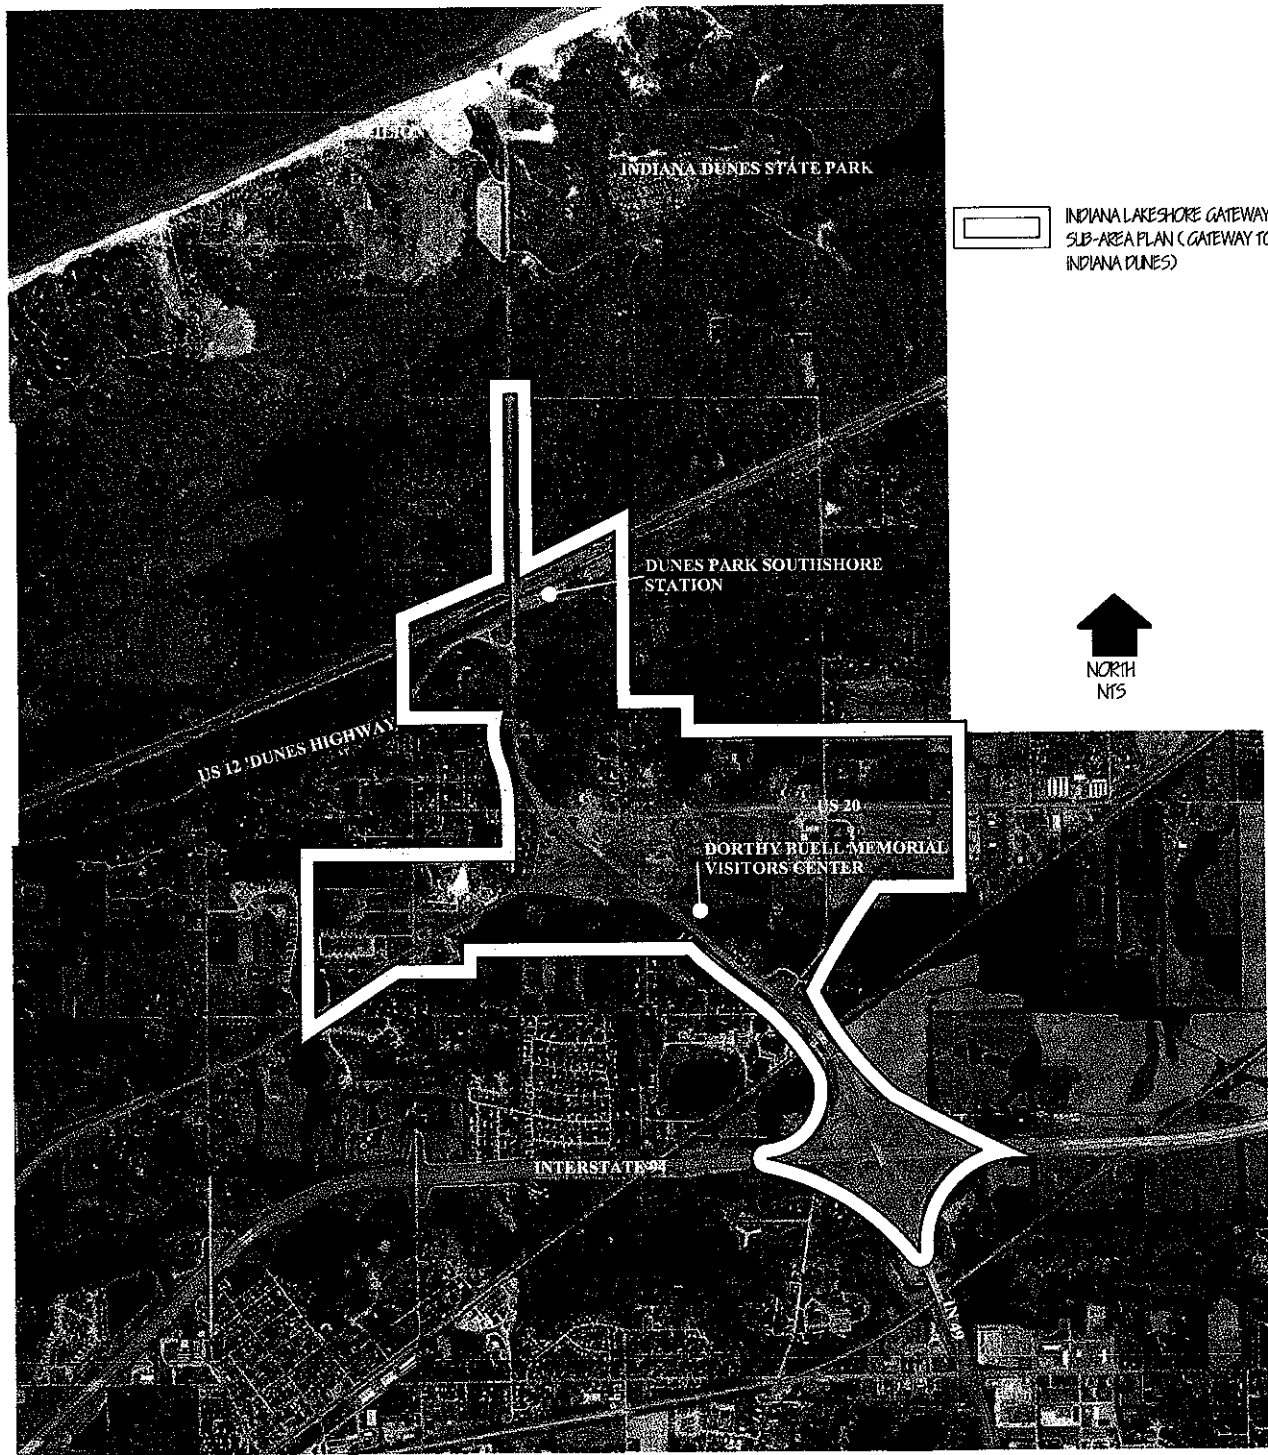 PAVILION
INDIANA DUNES STATE PARK
INDIANA LAKESHORE GATEWAY
SUB-AREA PLAN (GATEWAY TO
INDIANA DUNES)
DUNES PARK SOUTHSHORE
STATION
NORTH
NTS
US 12 'DUNES HIGHWAY
US 20
DORTHY BUELL MEMORIAL
VISITORS CENTER
INTERSTATE 94
IN 49